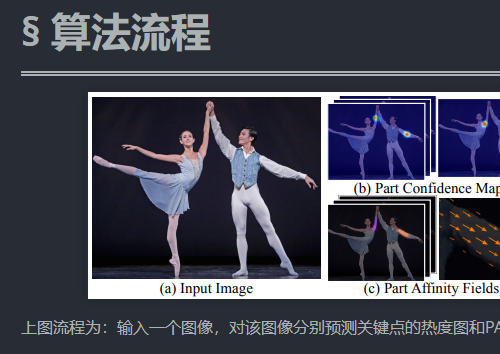 § 算法流程
(b) Part Confidence Map
(a) Input Image
(c) Part Affinity Fields
上图流程为：输入一个图像，对该图像分别预测关键点的热度图和PA